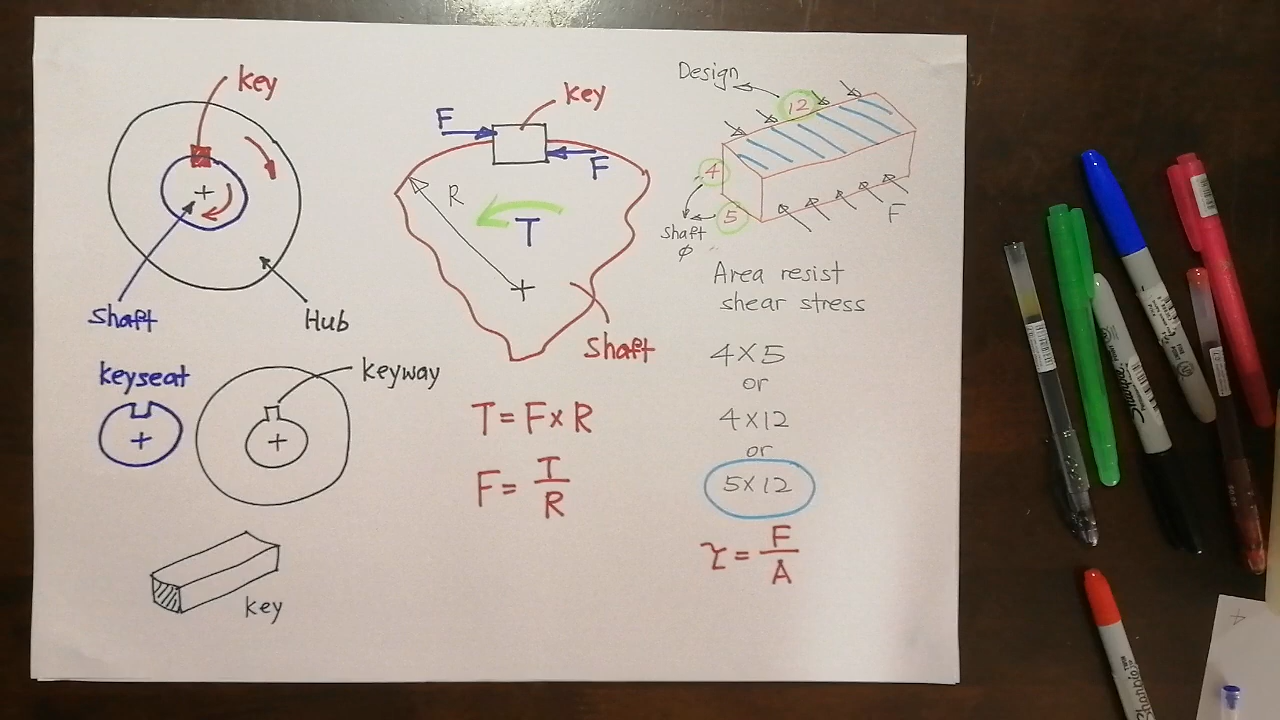 key
Shaft
Hub
keyseat
keyway
key
F
key
F
R
T
Shaft
T = F x R
F = T / R
Design
12
4
5
shaft
φ
F
Area resist
shear stress
4 x 5
or
4 x 12
or
5 x 12
τ = F / A
Sharpie